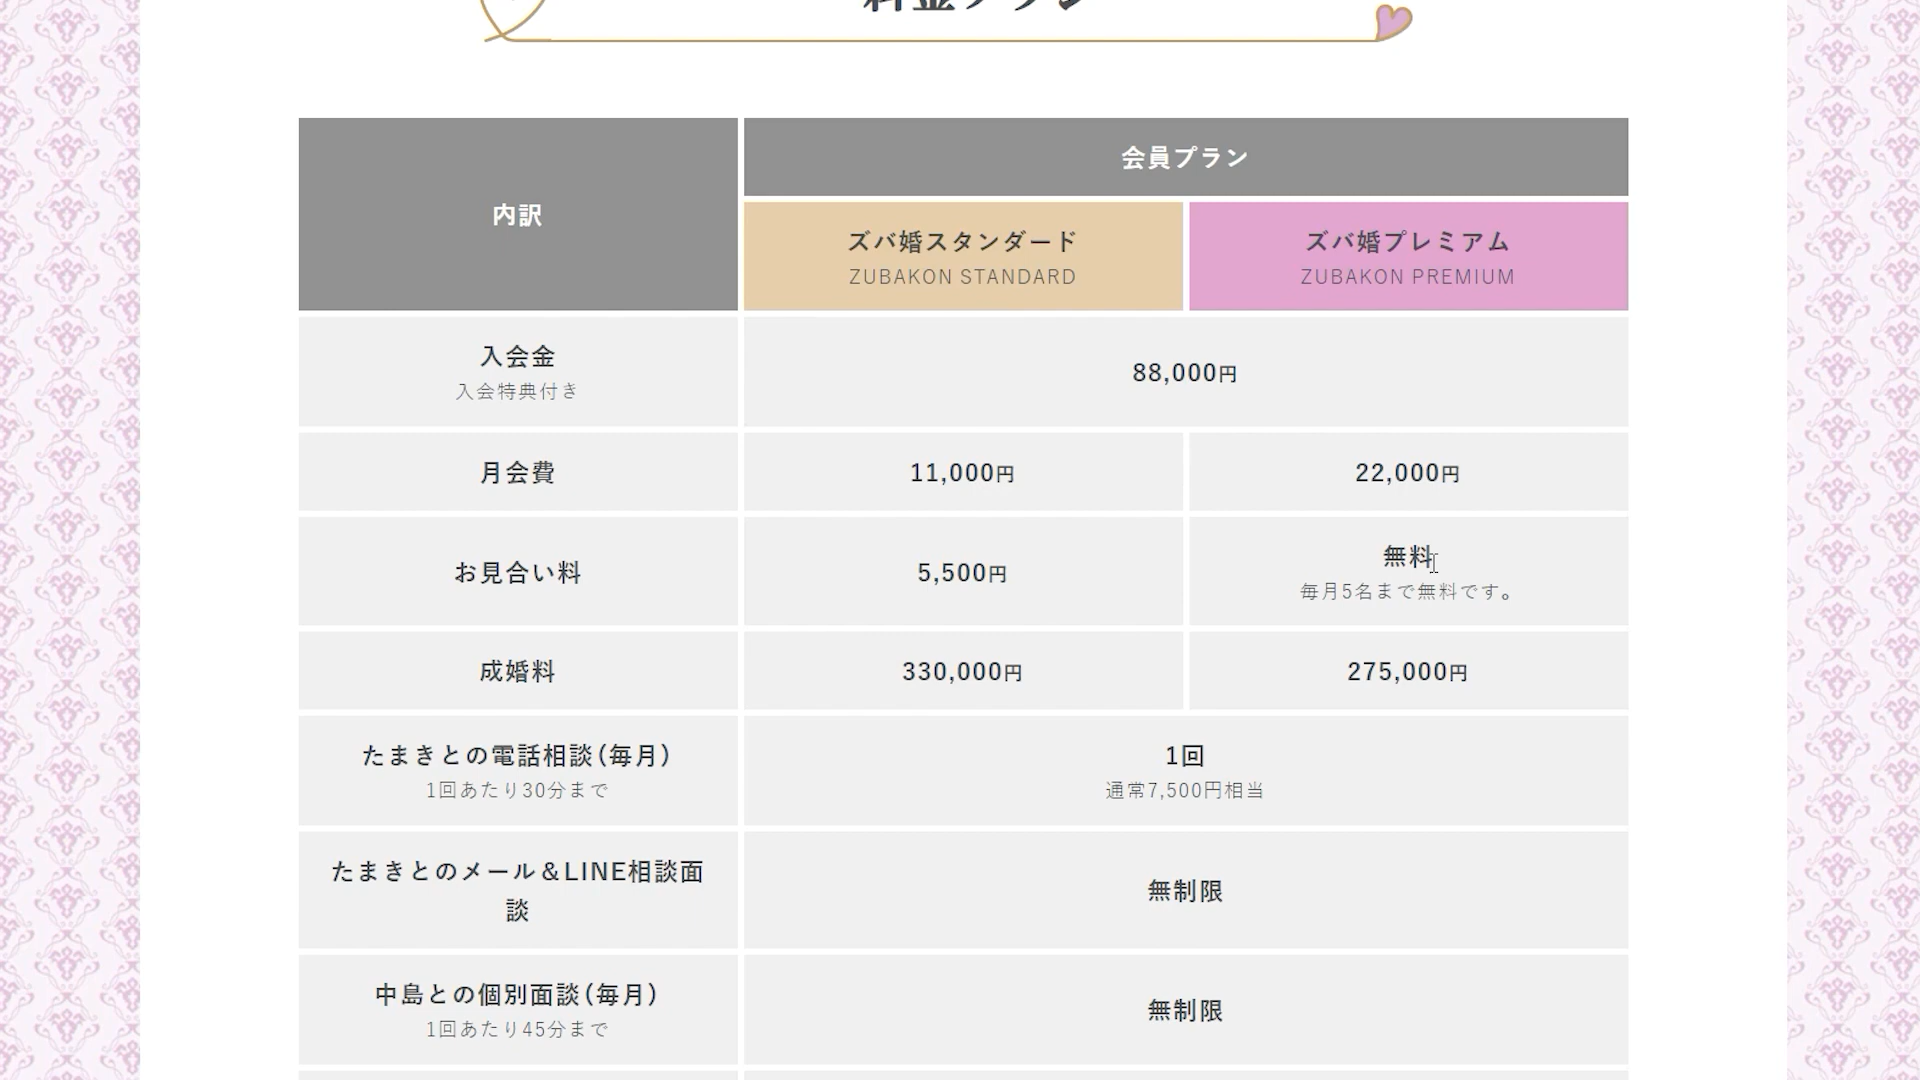 料金プラン
内訳
会員プラン
ズバ婚スタンダード
ZUBAKON STANDARD
ズバ婚プレミアム
ZUBAKON PREMIUM
入会金
入会特典付き
88,000円
月会費
11,000円
22,000円
お見合い料
5,500円
無料
毎月5名まで無料です。
成婚料
330,000円
275,000円
たまきとの電話相談(毎月)
1回あたり30分まで
1回
通常7,500円相当
たまきとのメール＆LINE相談面
談
無制限
中島との個別面談(毎月)
1回あたり45分まで
無制限